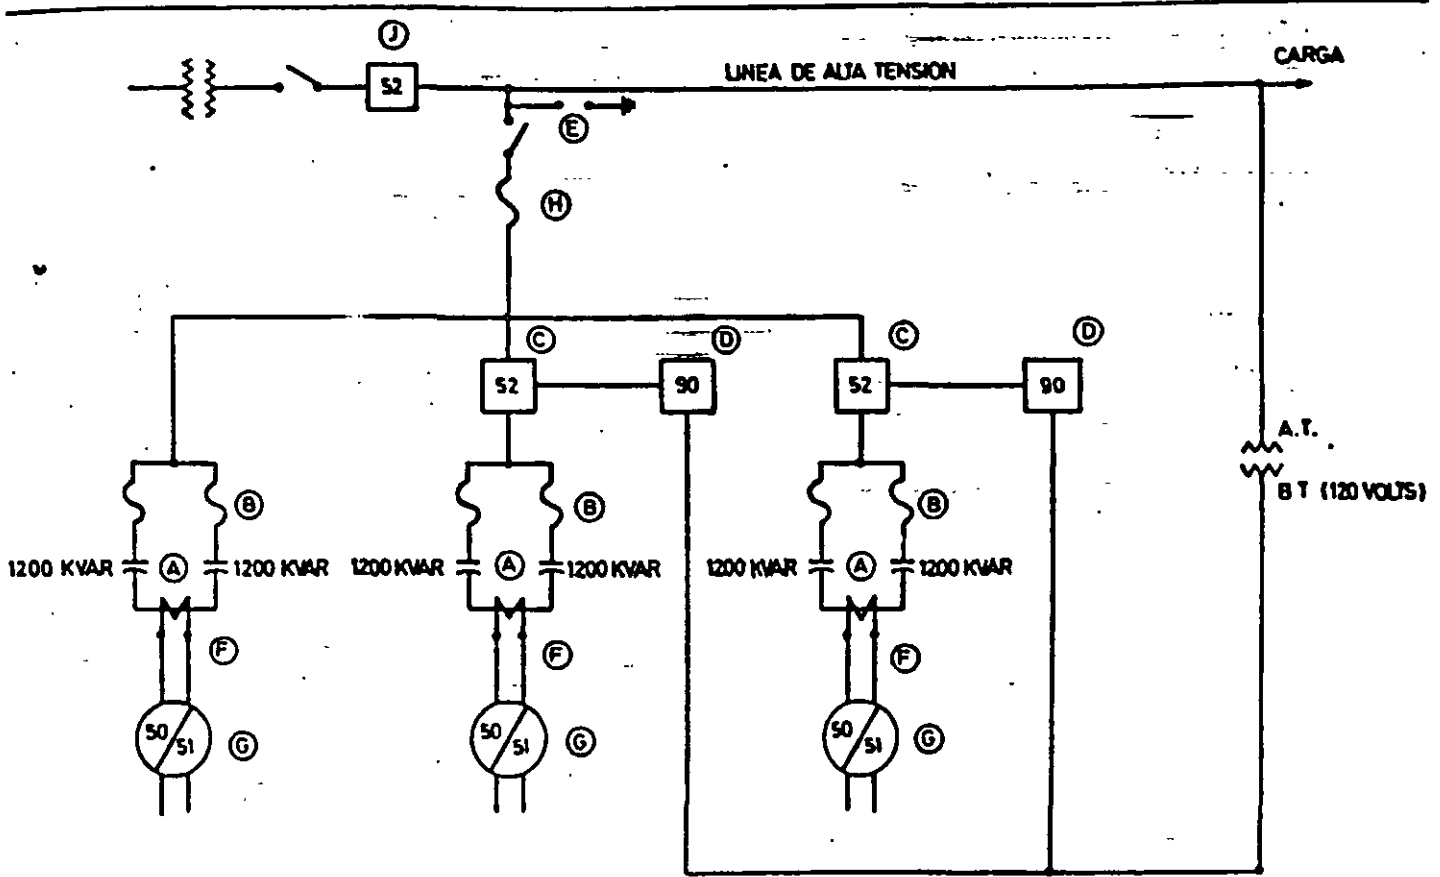 J
CARGA
52
LINEA DE ALTA TENSION
E
H
C
D
C
D
52
90
52
90
A.T.
B T (120 VOLTS)
B
B
B
1200 KVAR
A
1200 KVAR
1200 KVAR
A
1200 KVAR
1200 KVAR
A
1200 KVAR
F
F
F
50
51
G
50
51
G
50
51
G